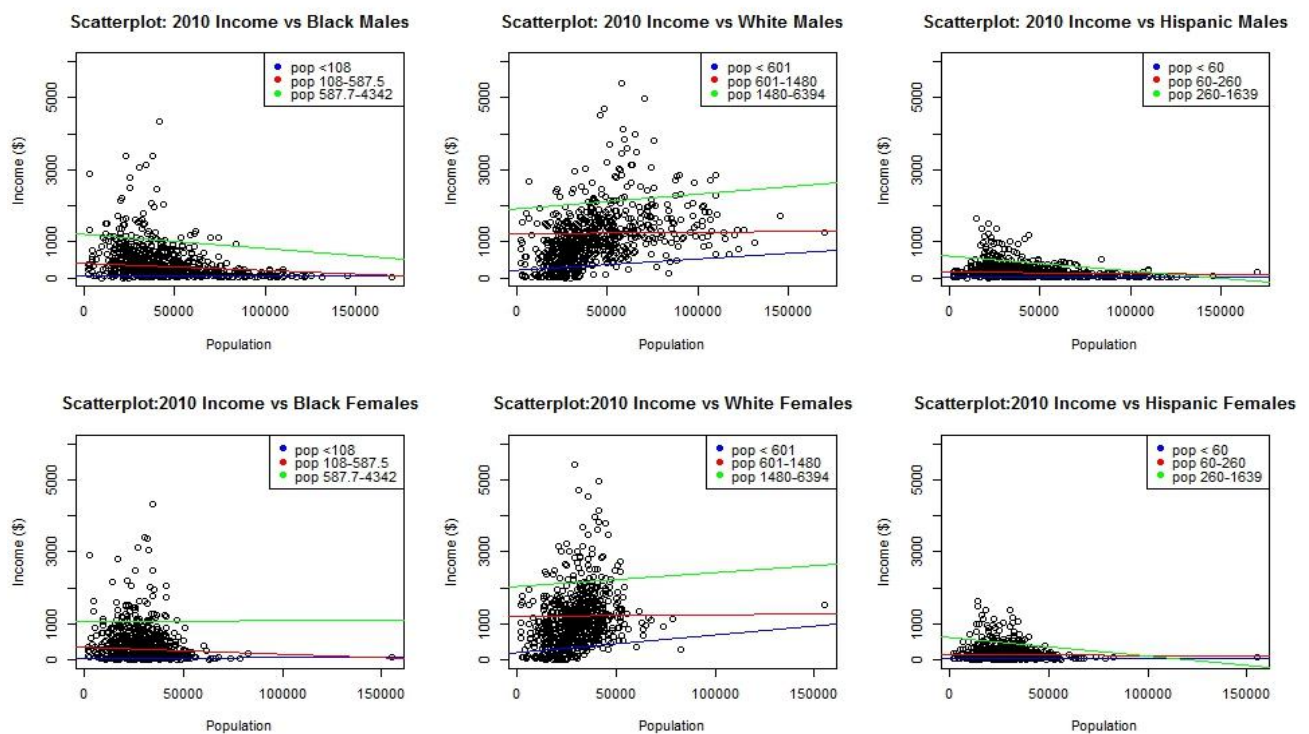 Scatterplot: 2010 Income vs Black Males
pop <108
pop 108-587.5
pop 587.7-4342
Income ($)
0 1000 3000 5000
0 50000 100000 150000
Population
Scatterplot: 2010 Income vs White Males
pop < 601
pop 601-1480
pop 1480-6394
Income ($)
0 1000 3000 5000
0 50000 100000 150000
Population
Scatterplot: 2010 Income vs Hispanic Males
pop < 60
pop 60-260
pop 260-1639
Income ($)
0 1000 3000 5000
0 50000 100000 150000
Population
Scatterplot:2010 Income vs Black Females
pop <108
pop 108-587.5
pop 587.7-4342
Income ($)
0 1000 3000 5000
0 50000 100000 150000
Population
Scatterplot:2010 Income vs White Females
pop < 601
pop 601-1480
pop 1480-6394
Income ($)
0 1000 3000 5000
0 50000 100000 150000
Population
Scatterplot:2010 Income vs Hispanic Females
pop < 60
pop 60-260
pop 260-1639
Income ($)
0 1000 3000 5000
0 50000 100000 150000
Population